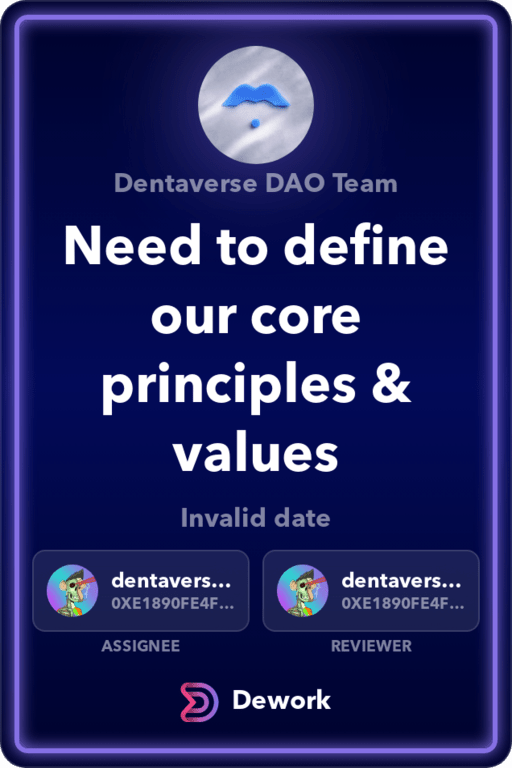 Dentaverse DAO Team
Need to define
our core
principles &
values
Invalid date
dentavers...
0XE1890FE4F...
dentavers...
0XE1890FE4F...
ASSIGNEE
REVIEWER
Dework